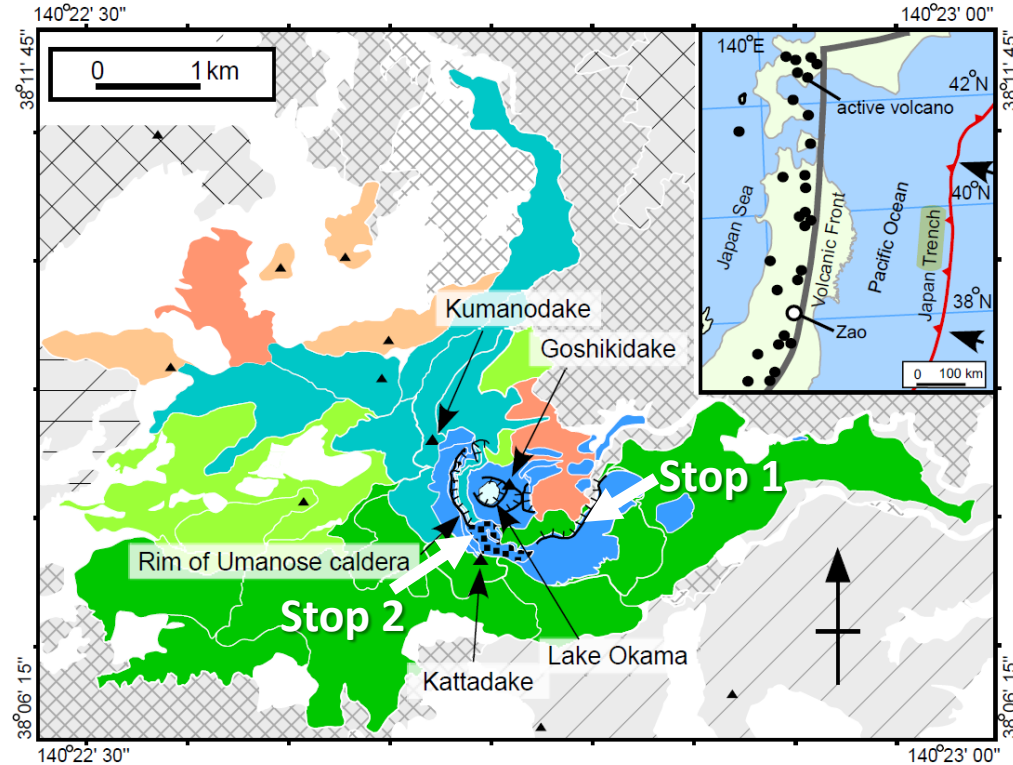 140°22' 30"
140°23' 00"
38°11' 45"
38°11' 45"
0 1 km
140°E
42°N
active volcano
40°N
Japan Sea
Volcanic Front
Pacific Ocean
Japan Trench
38°N
Zao
0 100 km
Kumanodake
Goshikidake
Stop 1
Rim of Umanose caldera
Stop 2
Lake Okama
Kattadake
38°06' 15"
38°06' 15"
140°22' 30"
140°23' 00"